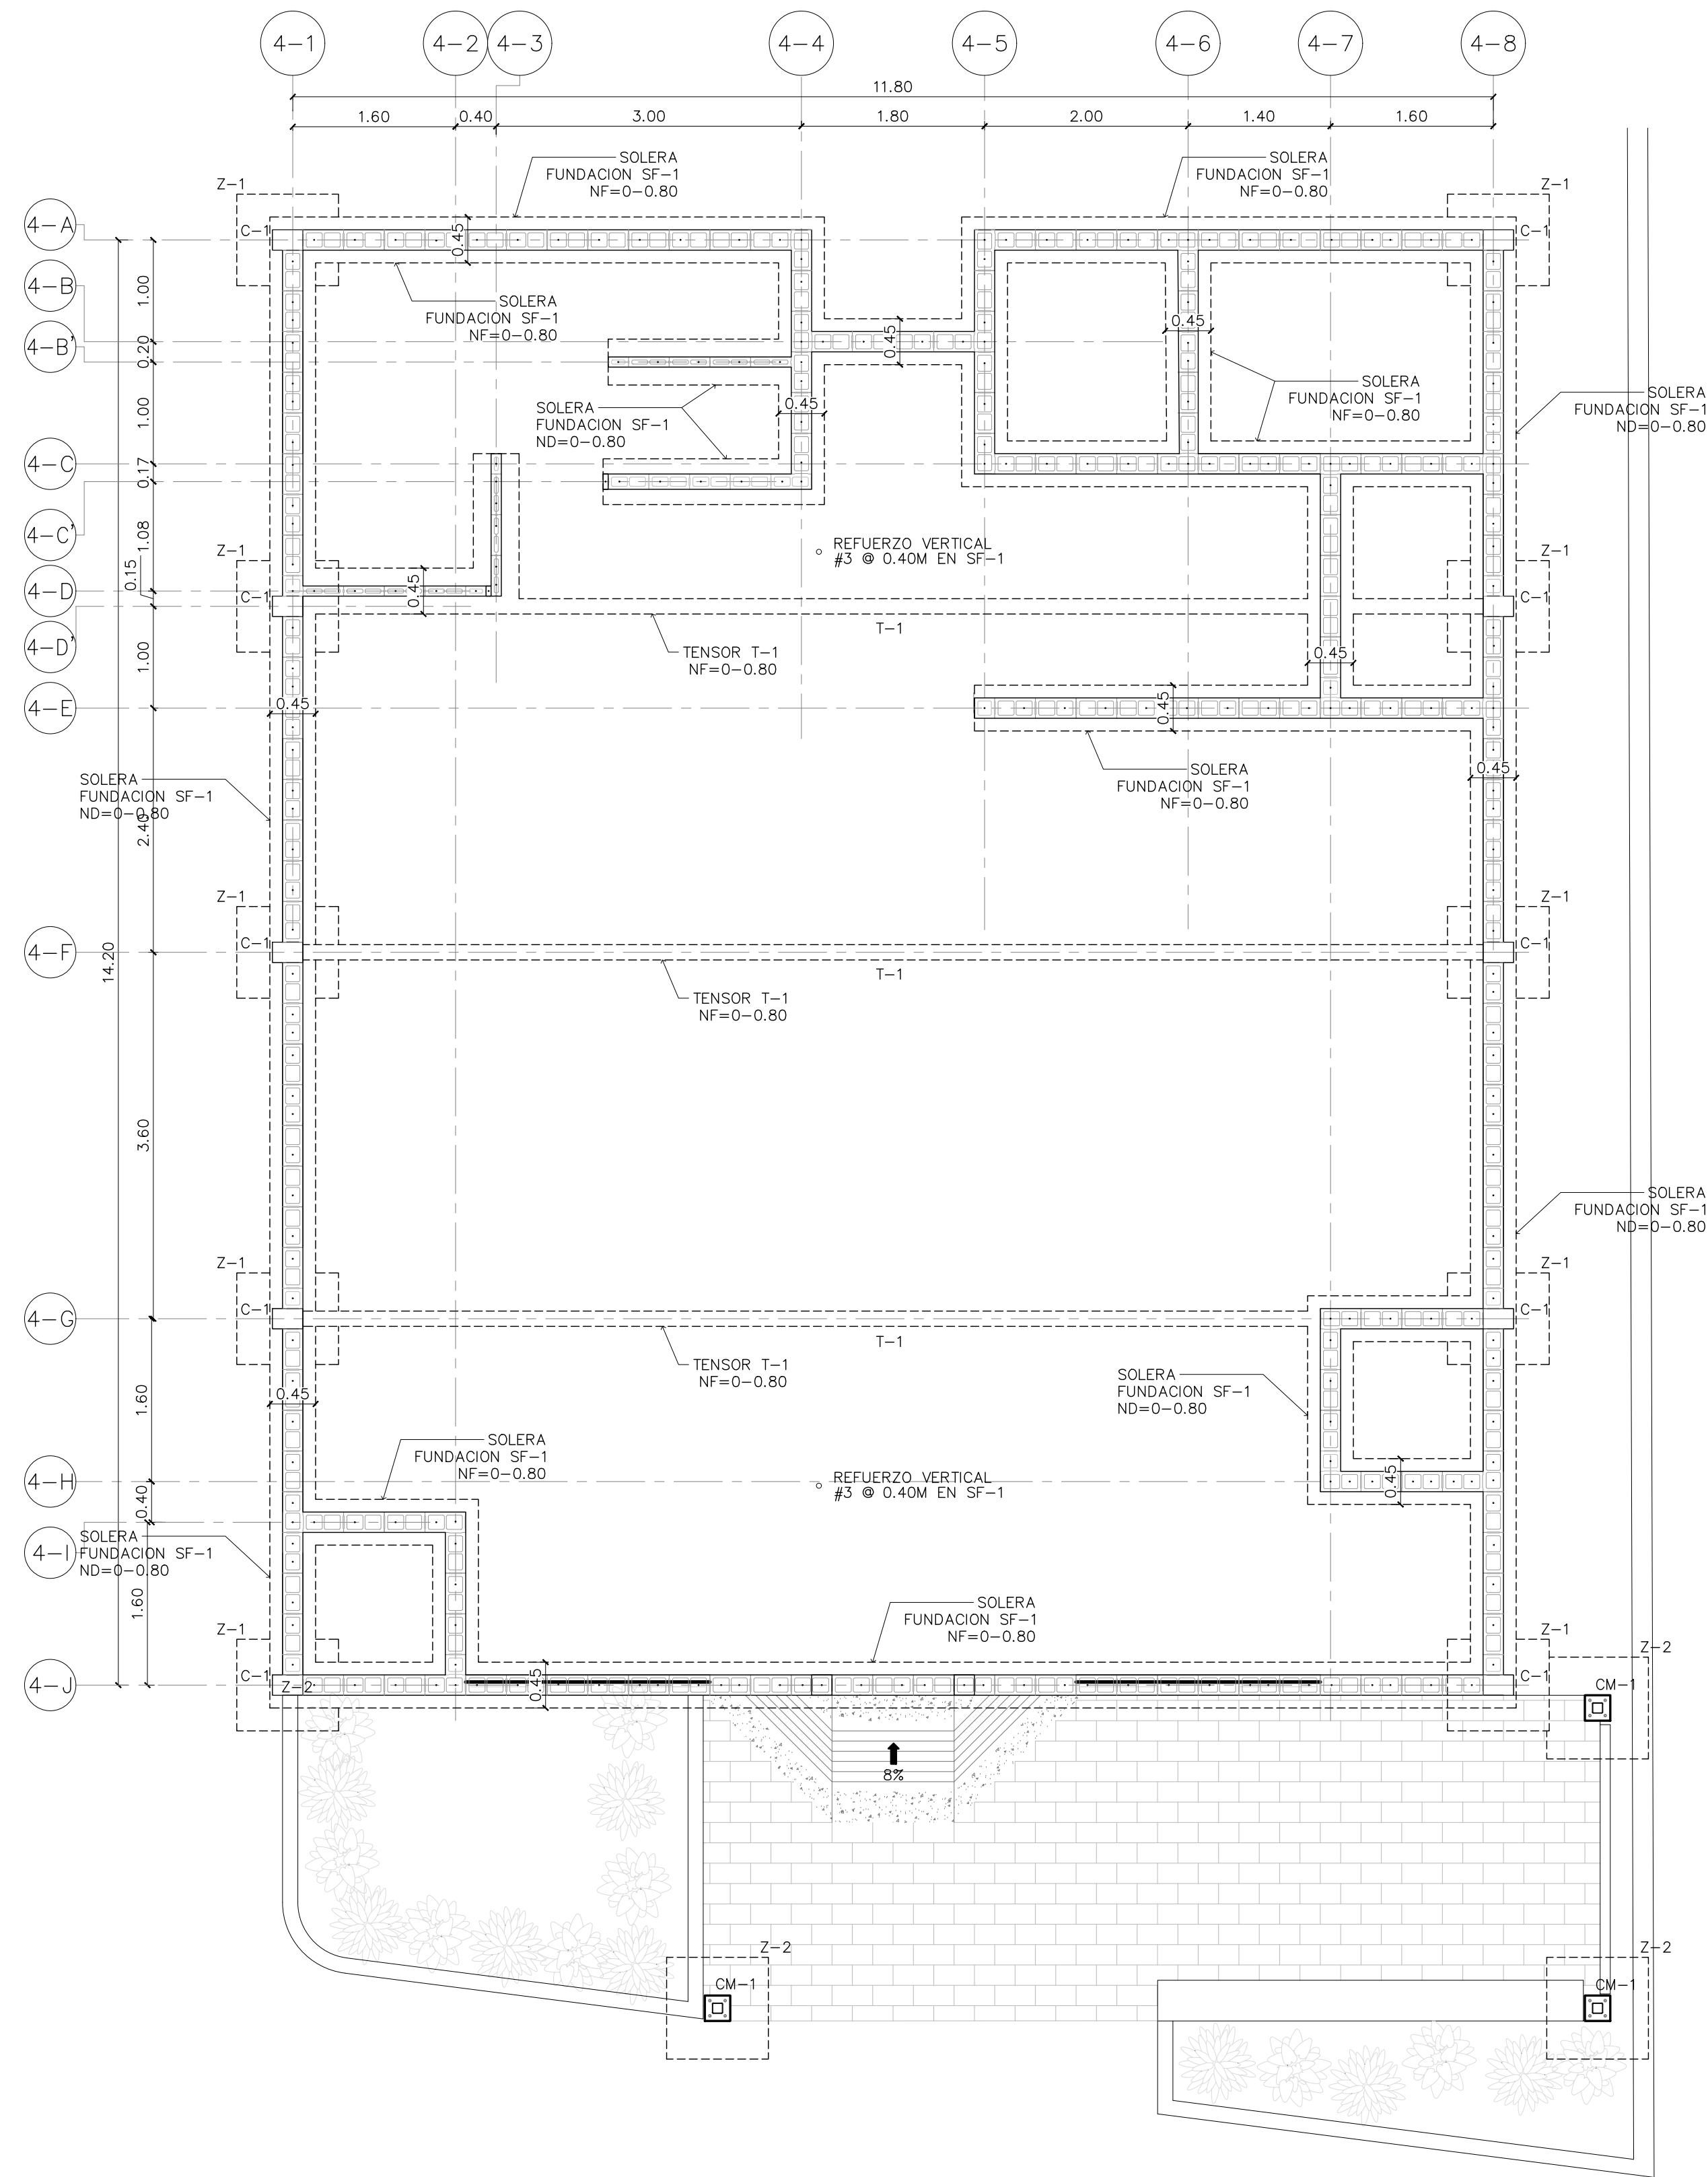 4-1
4-2
4-3
4-4
4-5
4-6
4-7
4-8
11.80
1.60
0.40
3.00
1.80
2.00
1.40
1.60
SOLERA
FUNDACION SF-1
NF=0-0.80
SOLERA
FUNDACION SF-1
NF=0-0.80
Z-1
Z-1
4-A
C-1
0.45
C-1
4-B
1.00
SOLERA
FUNDACION SF-1
NF=0-0.80
0.45
0.45
4-B'
0.20
SOLERA
FUNDACION SF-1
NF=0-0.80
SOLERA
FUNDACION SF-1
ND=0-0.80
1.00
SOLERA
FUNDACION SF-1
ND=0-0.80
0.45
4-C
0.17
4-C'
1.08
REFUERZO VERTICAL
#3 @ 0.40M EN SF-1
Z-1
Z-1
0.15
4-D
0.45
C-1
C-1
4-D'
T-1
1.00
TENSOR T-1
NF=0-0.80
0.45
4-E
0.45
0.45
SOLERA
FUNDACION SF-1
NF=0-0.80
0.45
SOLERA
FUNDACION SF-1
ND=0-0.80
2.40
Z-1
Z-1
4-F
14.20
C-1
C-1
T-1
TENSOR T-1
NF=0-0.80
3.60
SOLERA
FUNDACION SF-1
ND=0-0.80
Z-1
Z-1
4-G
C-1
C-1
T-1
TENSOR T-1
NF=0-0.80
SOLERA
FUNDACION SF-1
ND=0-0.80
0.45
1.60
SOLERA
FUNDACION SF-1
NF=0-0.80
4-H
REFUERZO VERTICAL
#3 @ 0.40M EN SF-1
0.45
0.40
4-I
SOLERA
FUNDACION SF-1
ND=0-0.80
1.60
SOLERA
FUNDACION SF-1
NF=0-0.80
Z-1
Z-1
Z-2
4-J
C-1
Z-2
0.45
C-1
CM-1
8%
Z-2
Z-2
CM-1
CM-1